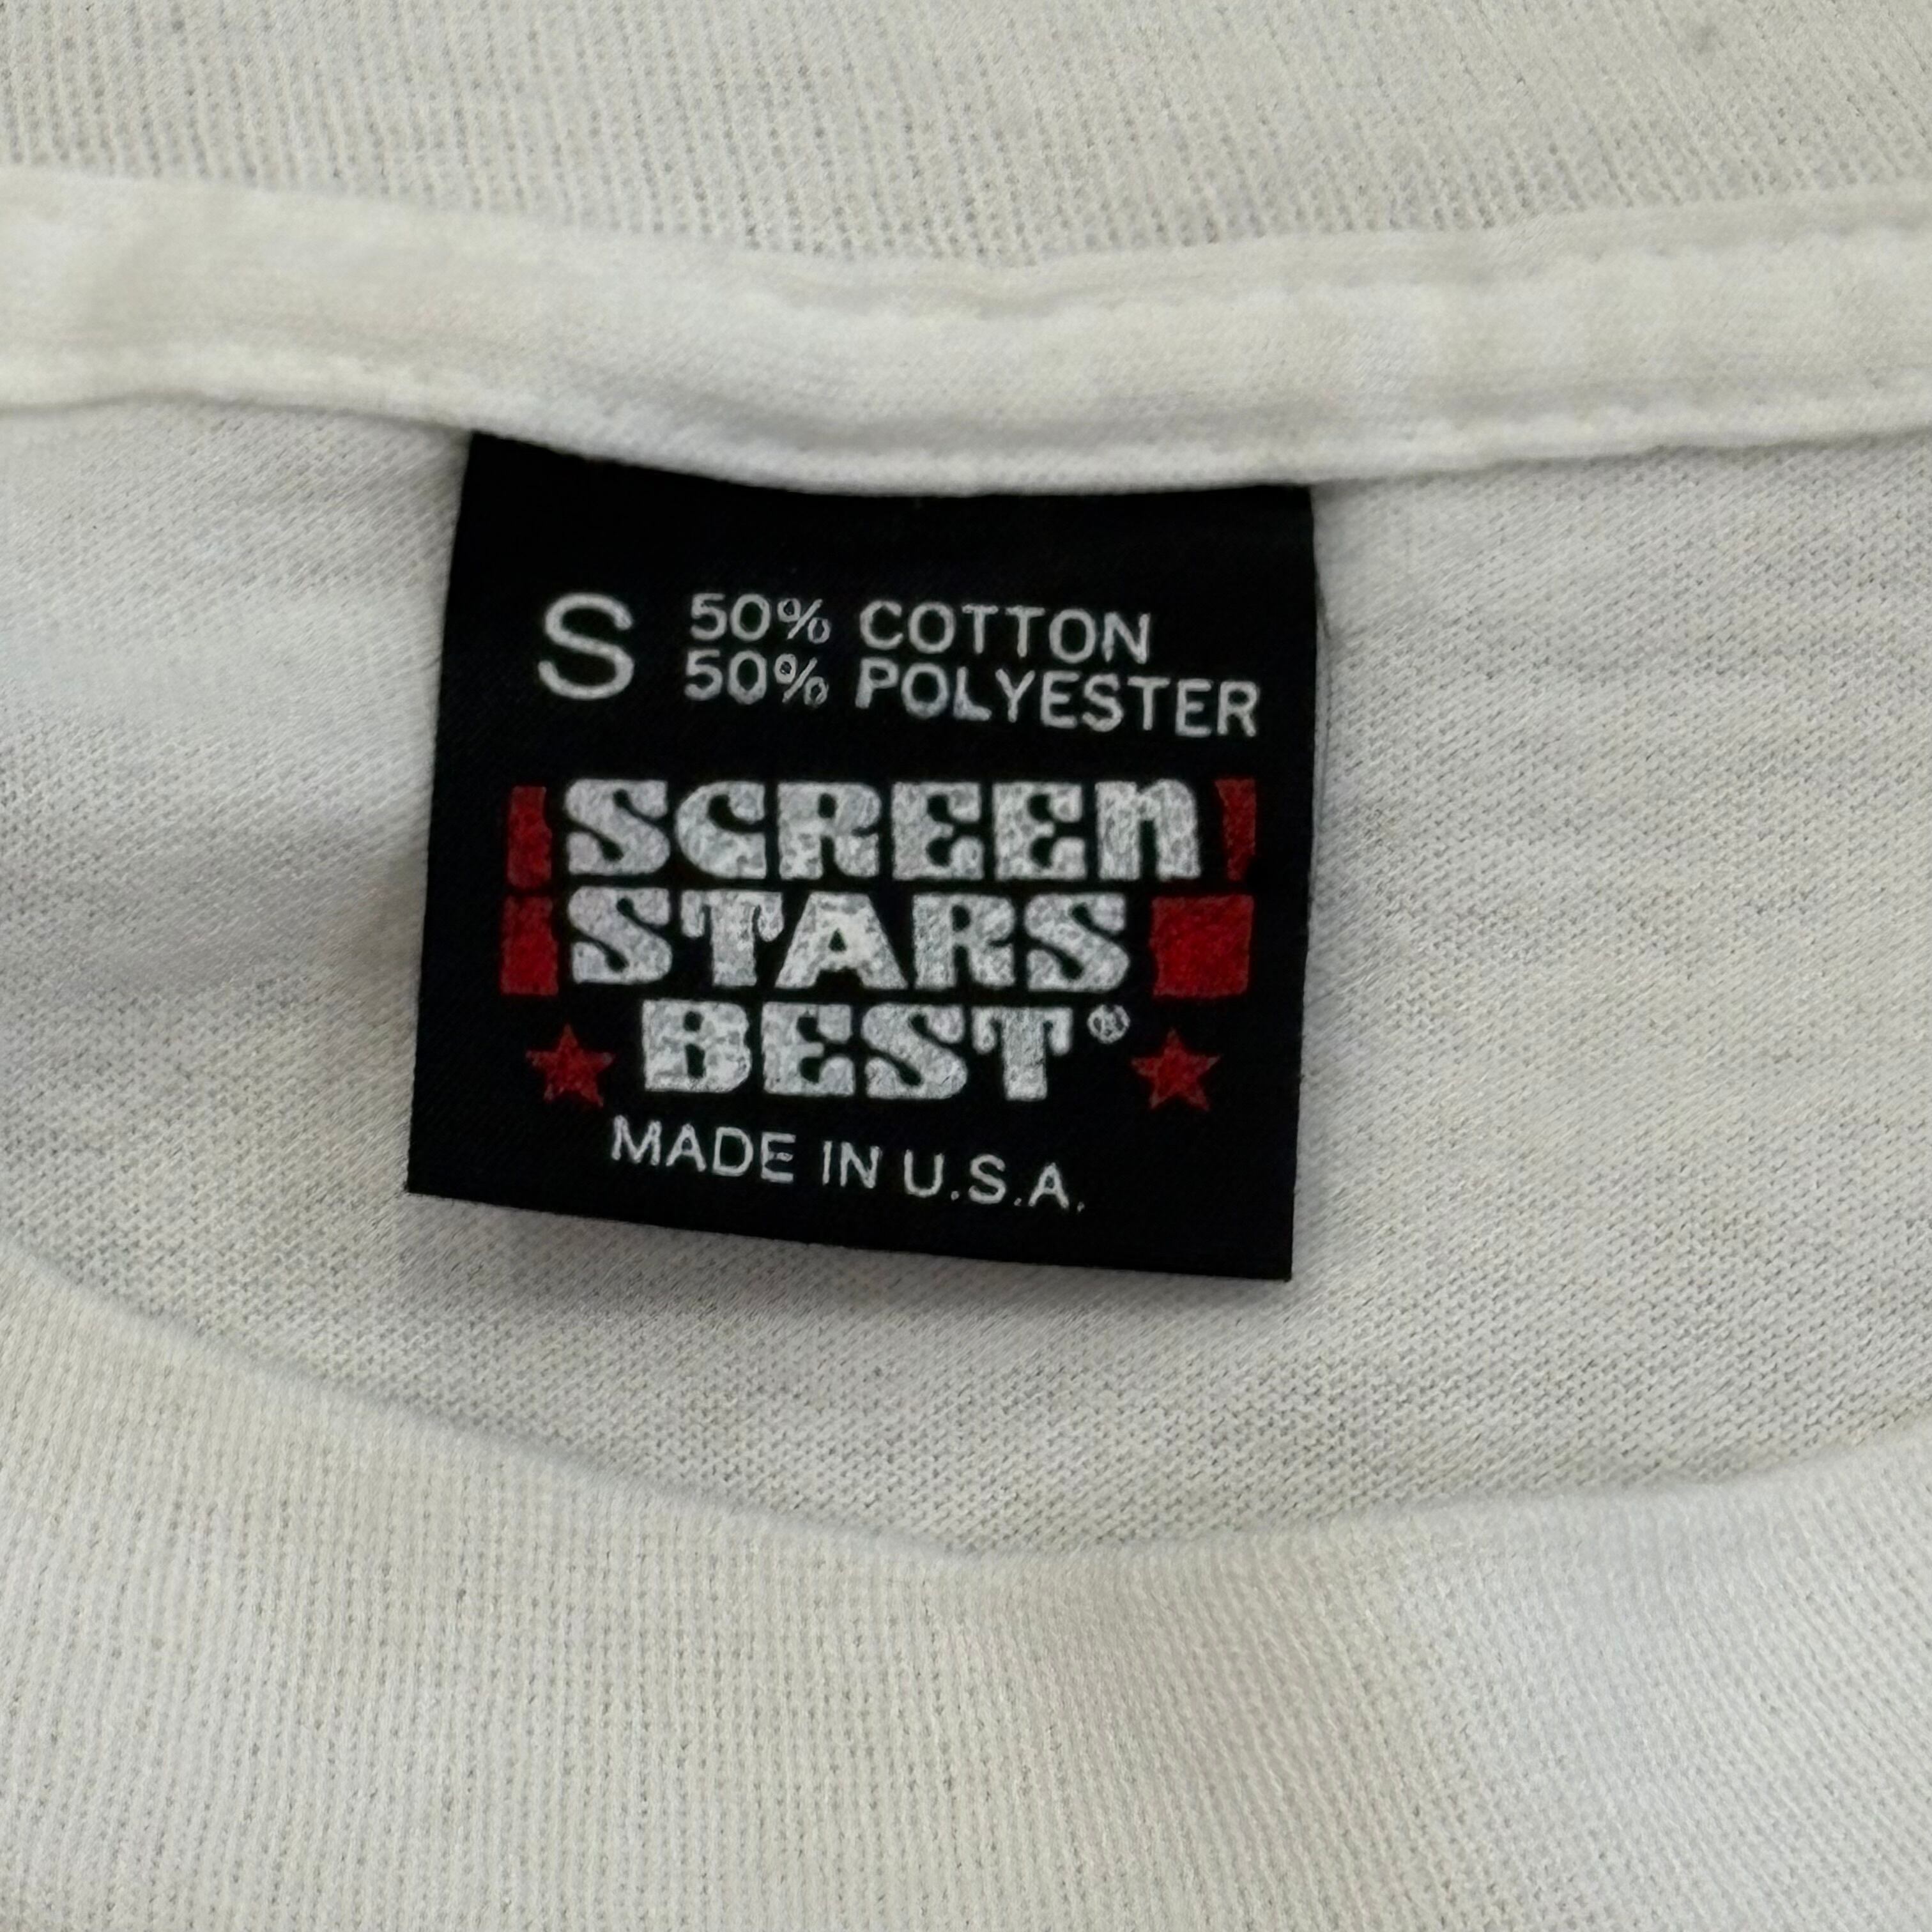 S 50% COTTON
50% POLYESTER
SCREEN
STARS
BEST®
MADE IN U.S.A.